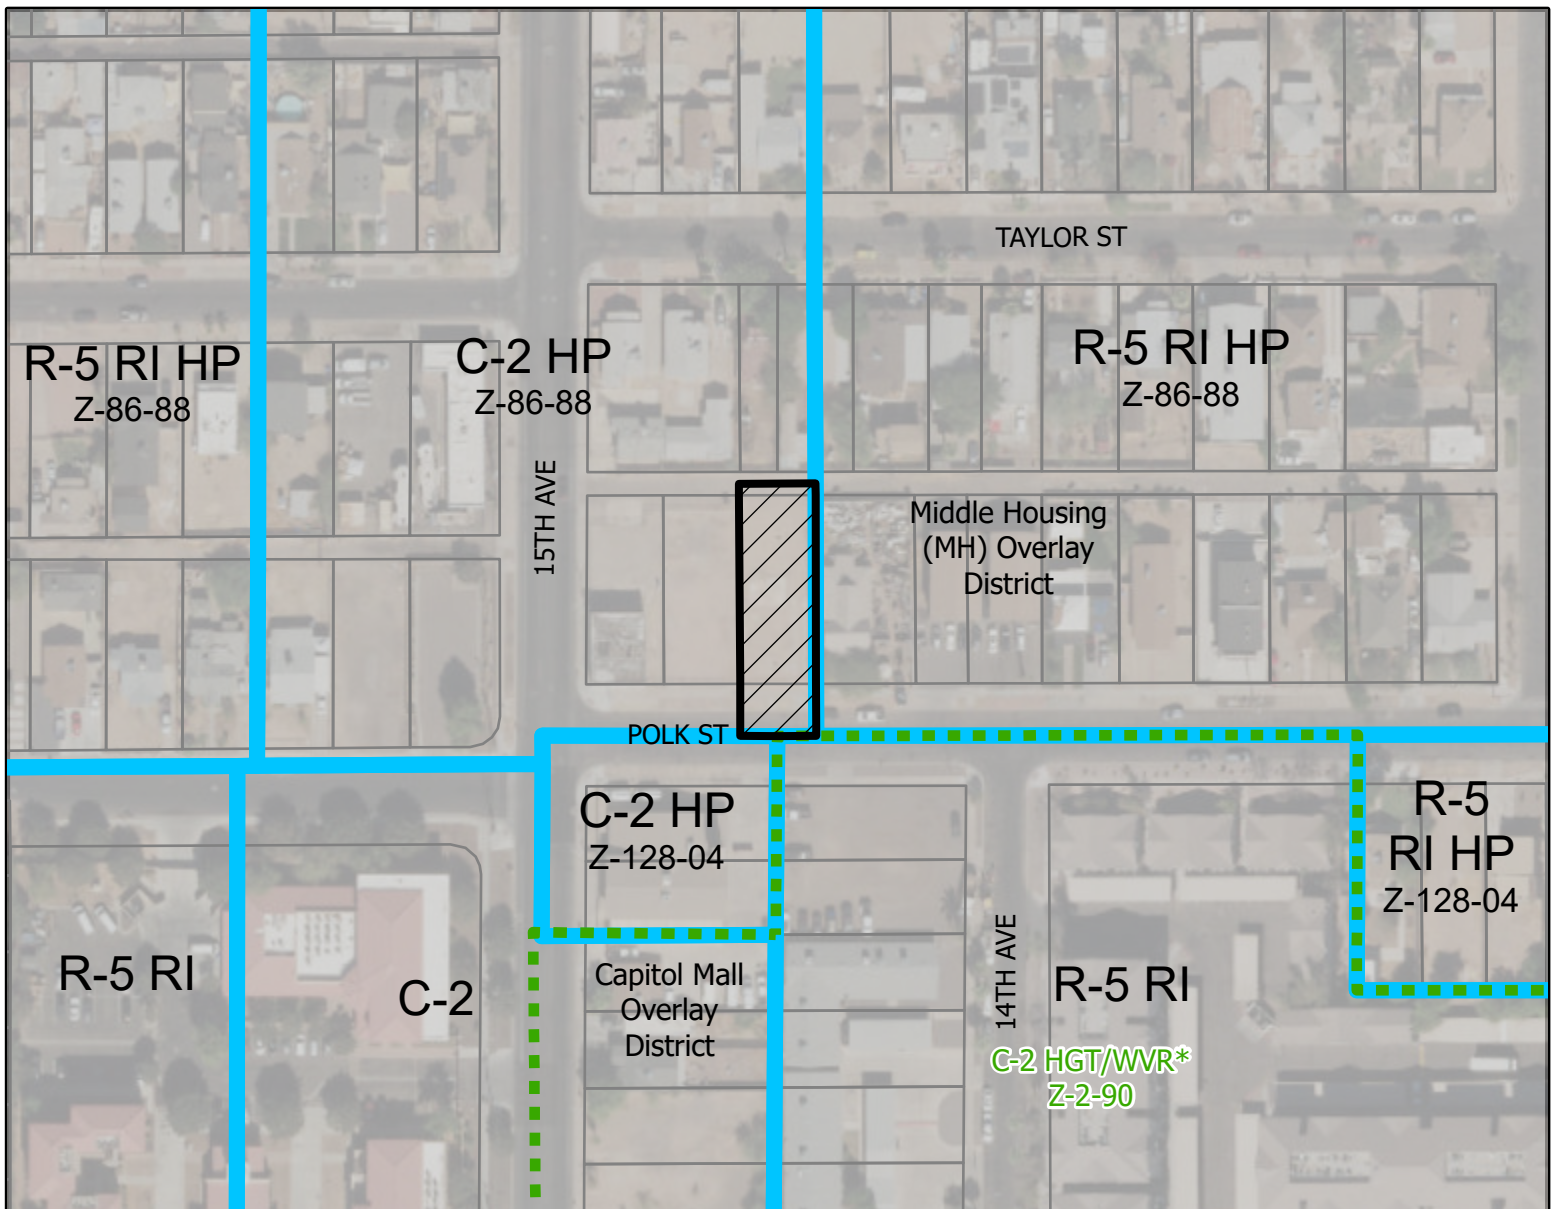 TAYLOR ST
R-5 RI HP
Z-86-88
C-2 HP
Z-86-88
R-5 RI HP
Z-86-88
15TH AVE
Middle Housing
(MH) Overlay
District
POLK ST
C-2 HP
Z-128-04
R-5
RI HP
Z-128-04
R-5 RI
C-2
Capitol Mall
Overlay
District
14TH AVE
R-5 RI
C-2 HGT/WVR*
Z-2-90